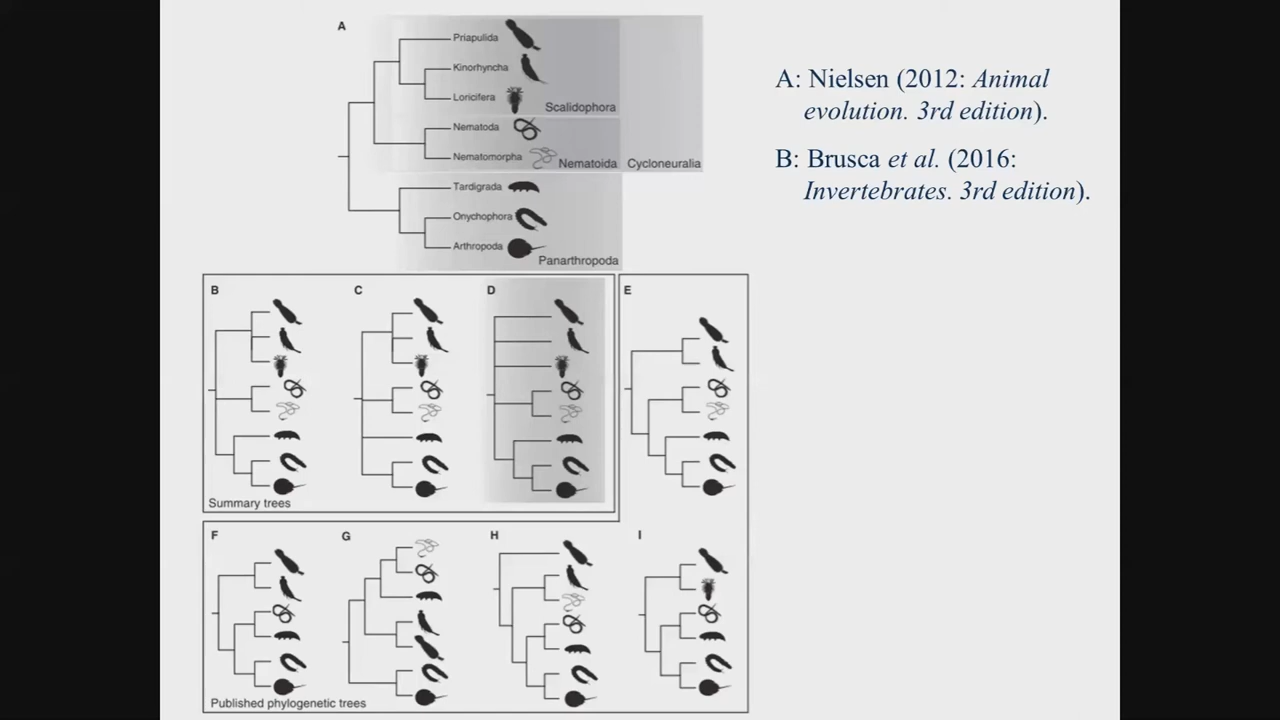 A
Priapulida
Kinorhyncha
Loricifera
Scalidophora
Nematoda
Nematomorpha
Nematoida
Cycloneuralia
Tardigrada
Onychophora
Arthropoda
Panarthropoda
A: Nielsen (2012: Animal
evolution. 3rd edition).
B: Brusca et al. (2016:
Invertebrates. 3rd edition).
B
C
D
E
Summary trees
F
G
H
I
Published phylogenetic trees